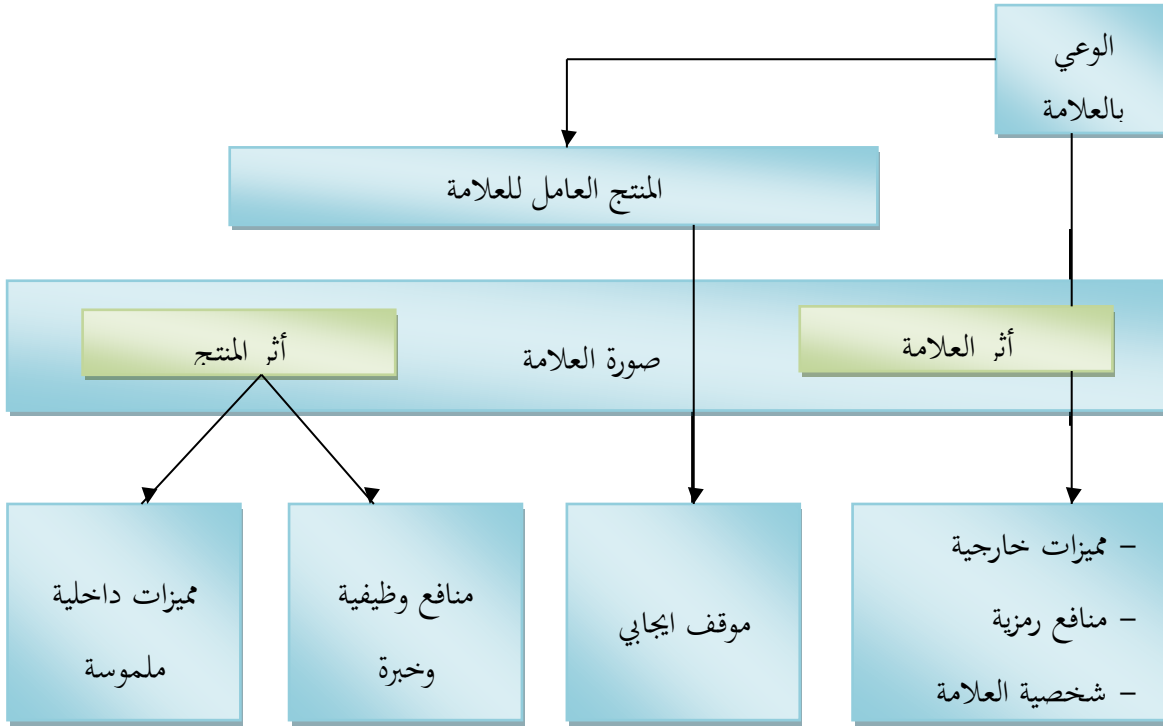 الوعي
بالعلامة
المنتج العامل للعلامة
أثر العلامة
صورة العلامة
أثر المنتج
– مميزات خارجية
– منافع رمزية
– شخصية العلامة
موقف ايجابي
منافع وظيفية
وخبرة
مميزات داخلية
ملموسة